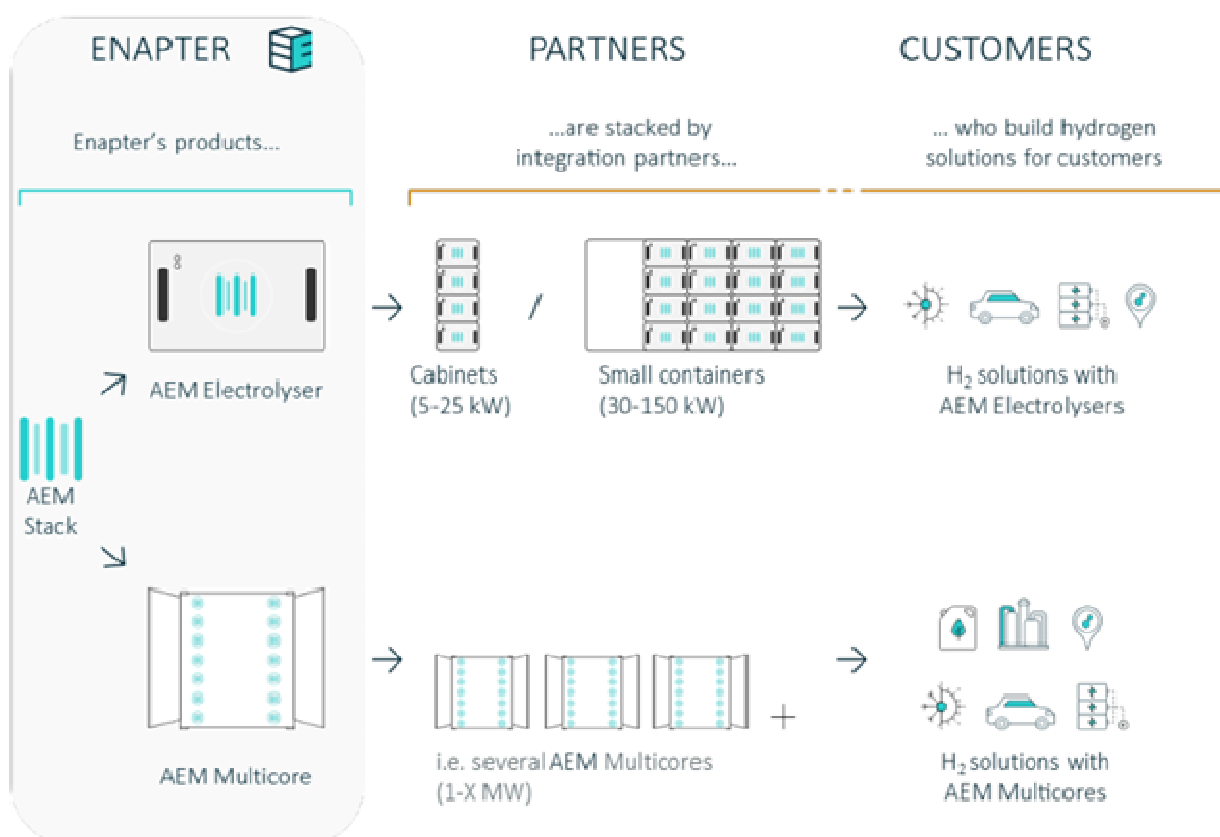 ENAPTER
PARTNERS
CUSTOMERS
Enapter's products...
...are stacked by
integration partners...
... who build hydrogen
solutions for customers
AEM Electrolyser
Cabinets
(5-25 kW)
/
Small containers
(30-150 kW)
H₂ solutions with
AEM Electrolysers
AEM
Stack
AEM Multicore
i.e. several AEM Multicores
(1-X MW)
+
H₂ solutions with
AEM Multicores